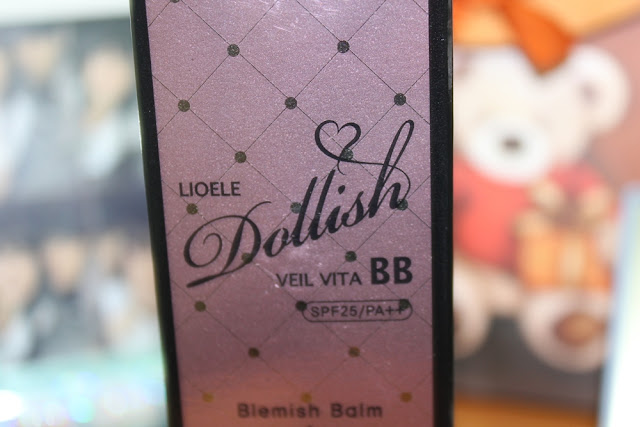 LIOELE
Dollish
VEIL VITA BB
SPF25/PA++
Blemish Balm